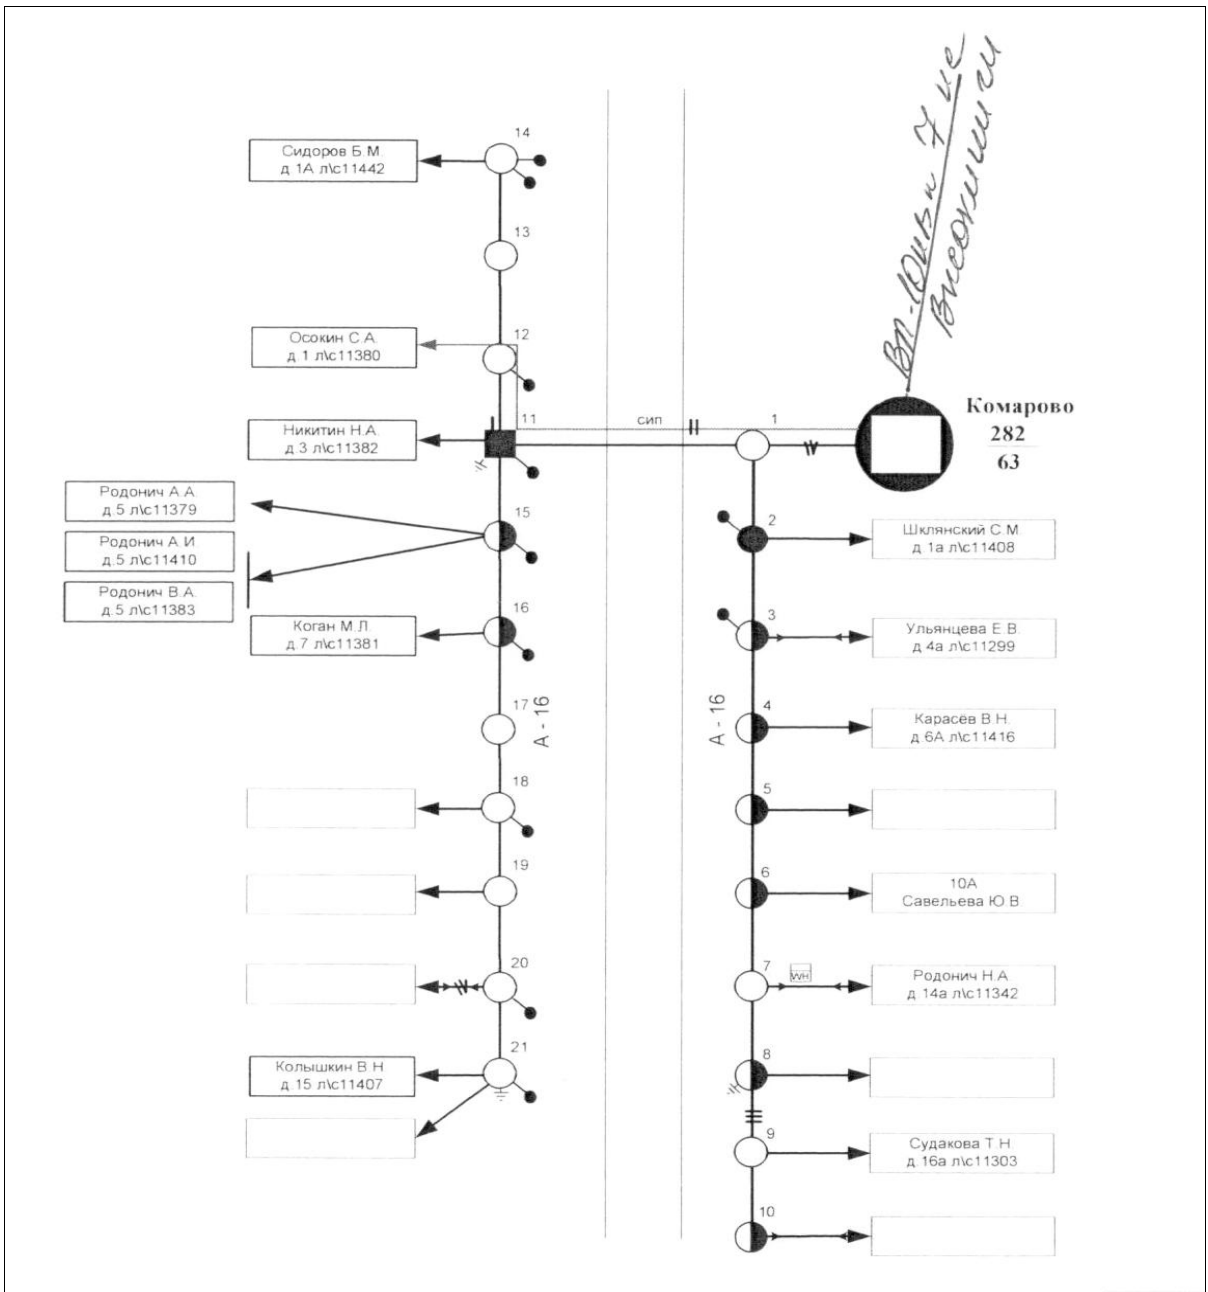 14
Сидоров Б.М.
д.1А л\с11442
13
12
Осокин С.А.
д.1 л\с11380
11
Никитин Н.А.
д.3 л\с11382
сип
1
Комарово
282
63
Родонич А.А.
д.5 л\с11379
15
Родонич А.И
д.5 л\с11410
Родонич В.А.
д.5 л\с11383
2
Шклянский С.М.
д.1а л\с11408
16
Коган М.Л.
д.7 л\с11381
3
Ульянцева Е.В.
д.4а л\с11299
17
А - 16
А - 16
4
Карасёв В.Н.
д.6А л\с11416
18
5
19
6
10А
Савельева Ю.В
20
7
Wh
Родонич Н.А.
д.14а л\с11342
21
Колышкин В.Н
д.15 л\с11407
8
9
Судакова Т.Н.
д.16а л\с11303
10